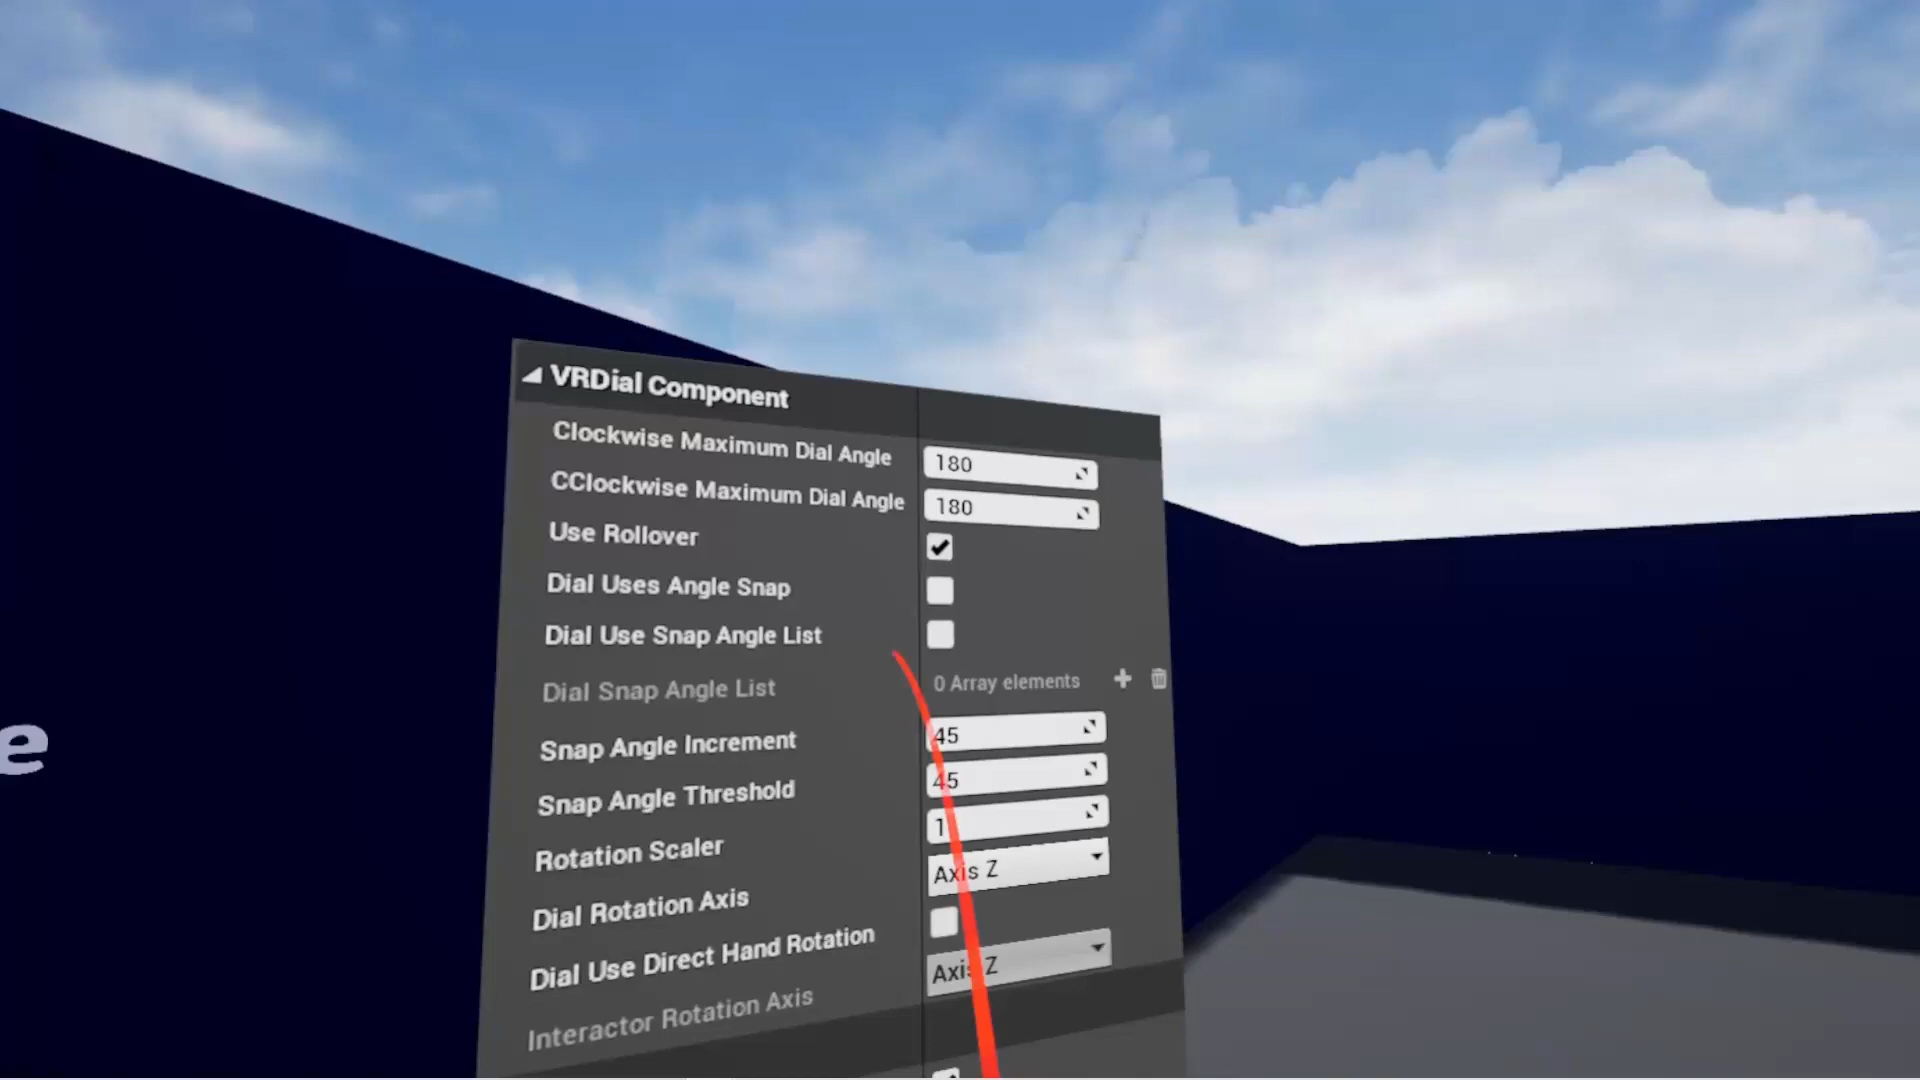 VRDial Component
Clockwise Maximum Dial Angle 180
CClockwise Maximum Dial Angle 180
Use Rollover
Dial Uses Angle Snap
Dial Use Snap Angle List
Dial Snap Angle List 0 Array elements
Snap Angle Increment 45
Snap Angle Threshold 45
Rotation Scaler 1
Dial Rotation Axis Axis Z
Dial Use Direct Hand Rotation
Interactor Rotation Axis Axis Z
e